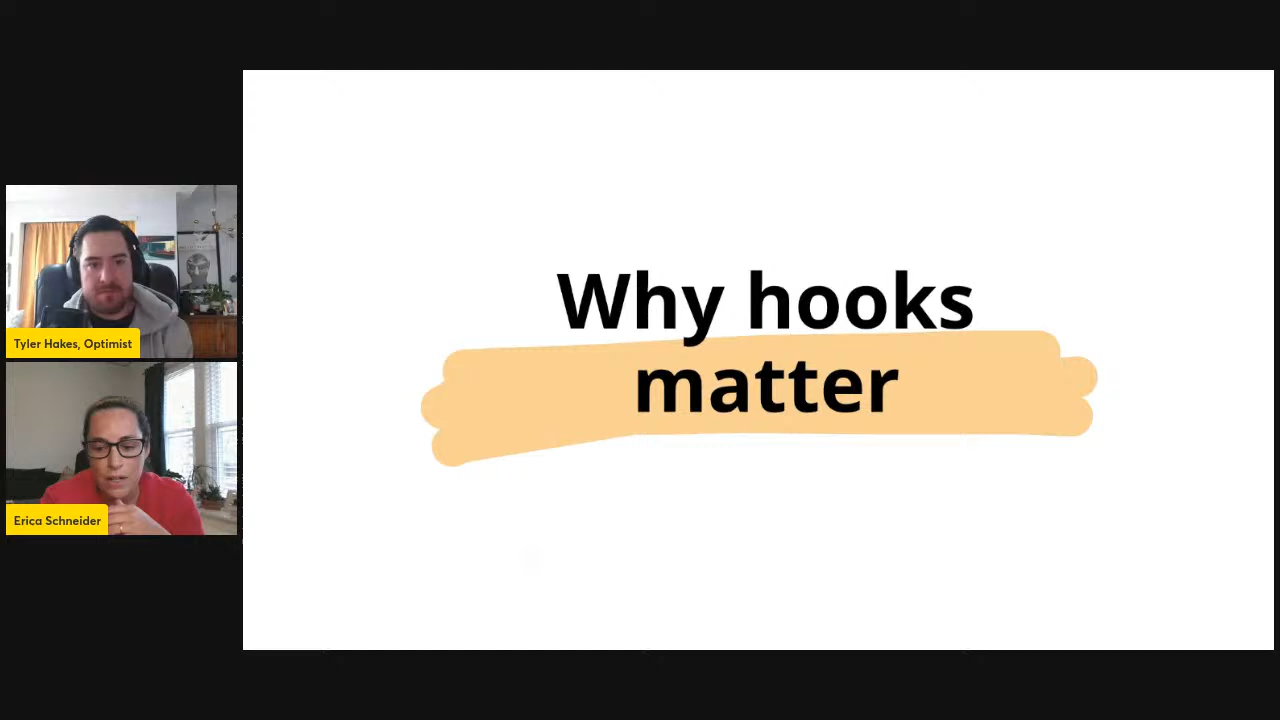 Tyler Hakes, Optimist
Erica Schneider
Why hooks
matter